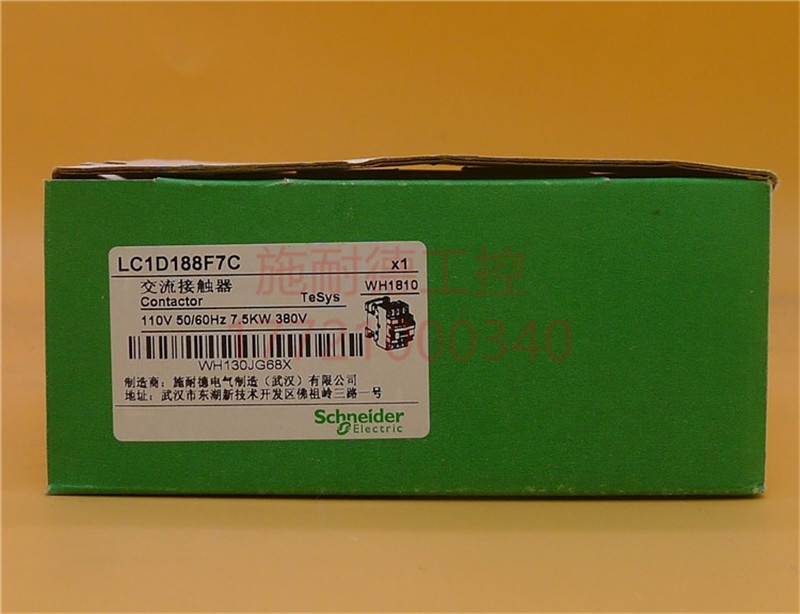 LC1D188F7C x1
交流接触器
Contactor TeSys WH1810
110V 50/60Hz 7.5KW 380V
WH130JG68X
制造商：施耐德电气制造（武汉）有限公司
地址：武汉市东湖新技术开发区佛祖岭三路一号
Schneider
Electric
施耐德工控
17721000340